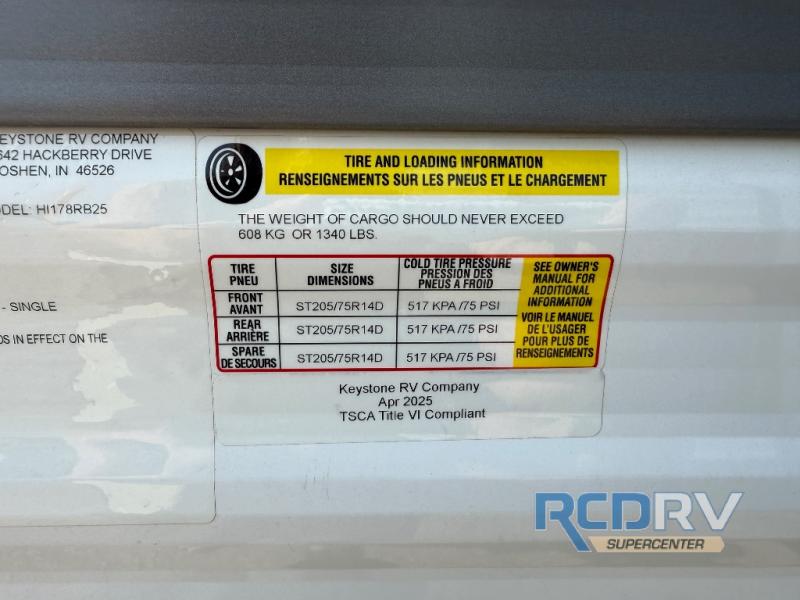 EYSTONE RV COMPANY
642 HACKBERRY DRIVE
OSHEN, IN 46526
ODEL: HI178RB25
- SINGLE
DS IN EFFECT ON THE
TIRE AND LOADING INFORMATION
RENSEIGNEMENTS SUR LES PNEUS ET LE CHARGEMENT
THE WEIGHT OF CARGO SHOULD NEVER EXCEED
608 KG OR 1340 LBS.
TIRE PNEU
SIZE DIMENSIONS
COLD TIRE PRESSURE
PRESSION DES
PNEUS A FROID
FRONT AVANT
ST205/75R14D
517 KPA /75 PSI
REAR ARRIÈRE
ST205/75R14D
517 KPA /75 PSI
SPARE DE SECOURS
ST205/75R14D
517 KPA /75 PSI
SEE OWNER'S
MANUAL FOR
ADDITIONAL
INFORMATION
VOIR LE MANUEL
DE L'USAGER
POUR PLUS DE
RENSEIGNEMENTS
Keystone RV Company
Apr 2025
TSCA Title VI Compliant
RCDRV
SUPERCENTER